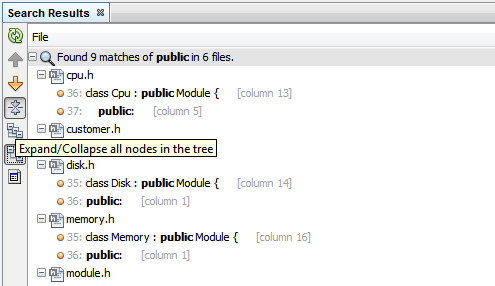 Search Results
File
Found 9 matches of public in 6 files.
cpu.h
36: class Cpu : public Module { [column 13]
37: public: [column 5]
customer.h
Expand/Collapse all nodes in the tree
disk.h
35: class Disk : public Module { [column 14]
36: public: [column 1]
memory.h
35: class Memory : public Module { [column 16]
36: public: [column 1]
module.h